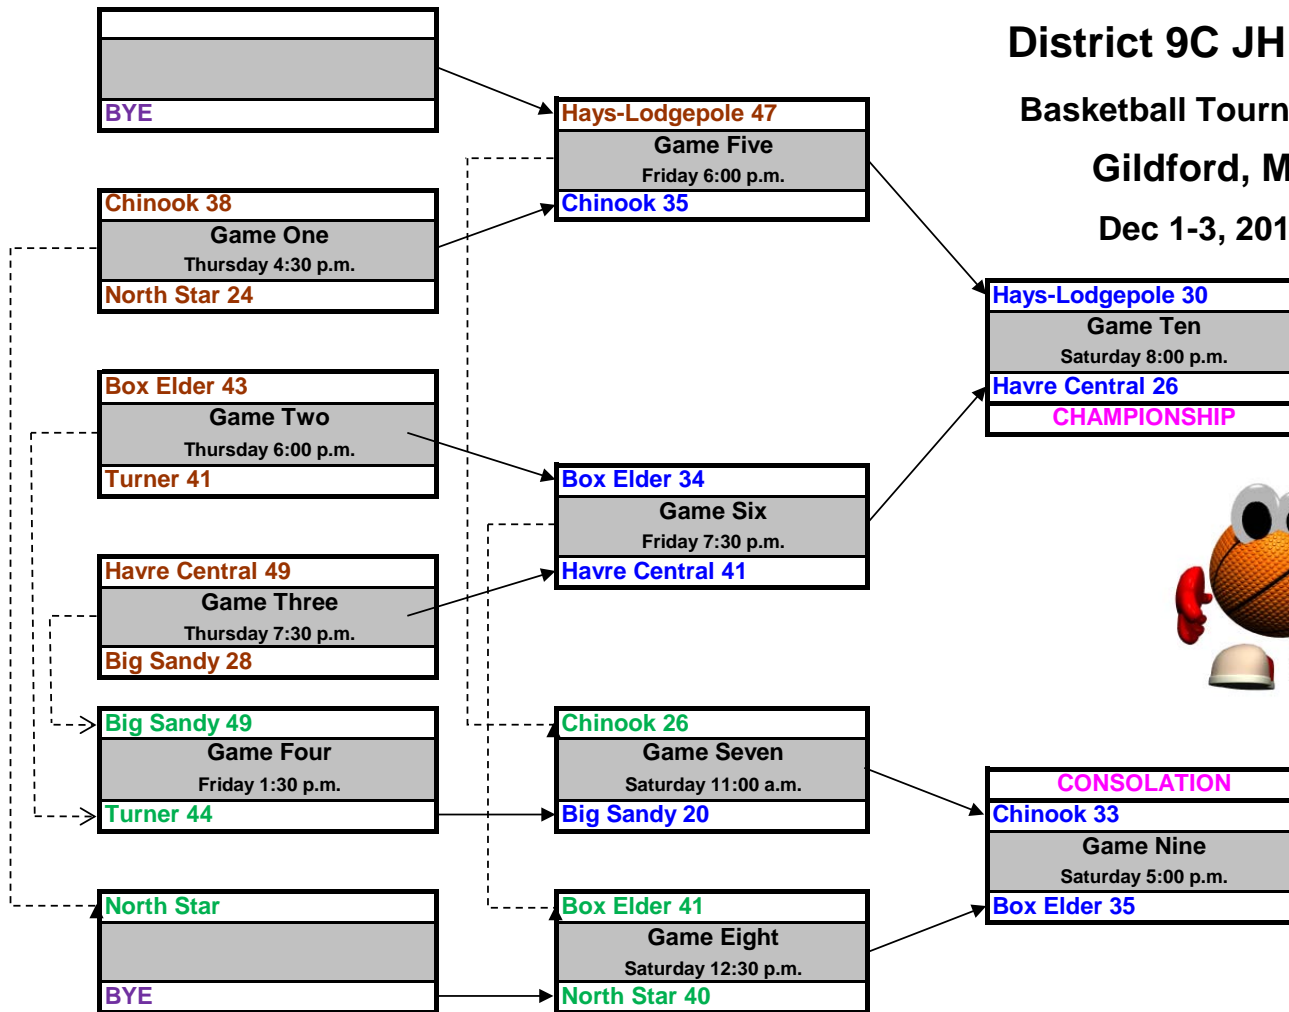 District 9C JH
Basketball Tourn
Gildford, M
Dec 1-3, 201
BYE
Chinook 38
Game One
Thursday 4:30 p.m.
North Star 24
Box Elder 43
Game Two
Thursday 6:00 p.m.
Turner 41
Havre Central 49
Game Three
Thursday 7:30 p.m.
Big Sandy 28
Big Sandy 49
Game Four
Friday 1:30 p.m.
Turner 44
North Star
BYE
Hays-Lodgepole 47
Game Five
Friday 6:00 p.m.
Chinook 35
Box Elder 34
Game Six
Friday 7:30 p.m.
Havre Central 41
Chinook 26
Game Seven
Saturday 11:00 a.m.
Big Sandy 20
Box Elder 41
Game Eight
Saturday 12:30 p.m.
North Star 40
Hays-Lodgepole 30
Game Ten
Saturday 8:00 p.m.
Havre Central 26
CHAMPIONSHIP
CONSOLATION
Chinook 33
Game Nine
Saturday 5:00 p.m.
Box Elder 35